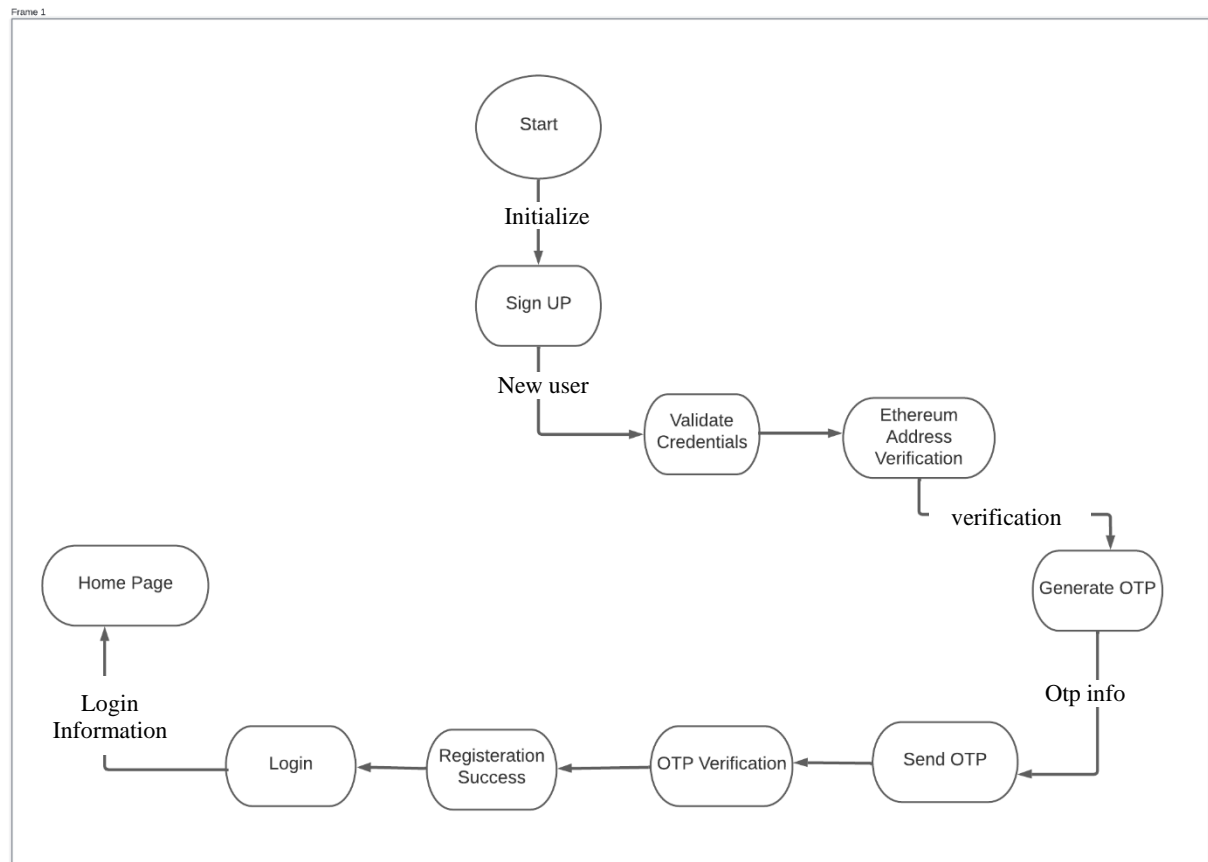 Frame 1
Start
Initialize
Sign UP
New user
Validate
Credentials
Ethereum
Address
Verification
verification
Generate OTP
Otp info
Send OTP
OTP Verification
Registeration
Success
Login
Login
Information
Home Page